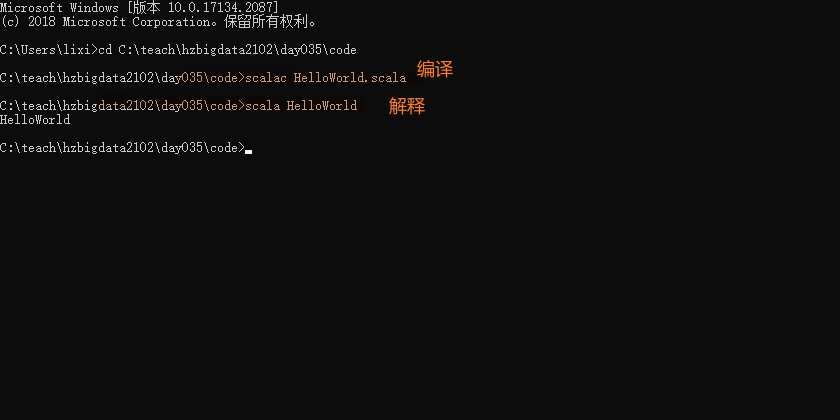 Microsoft Windows [版本 10.0.17134.2087]
(c) 2018 Microsoft Corporation。保留所有权利。
C:\Users\lixi>cd C:\teach\hzbigdata2102\day035\code
C:\teach\hzbigdata2102\day035\code>scalac HelloWorld.scala 编译
C:\teach\hzbigdata2102\day035\code>scala HelloWorld 解释
HelloWorld
C:\teach\hzbigdata2102\day035\code>